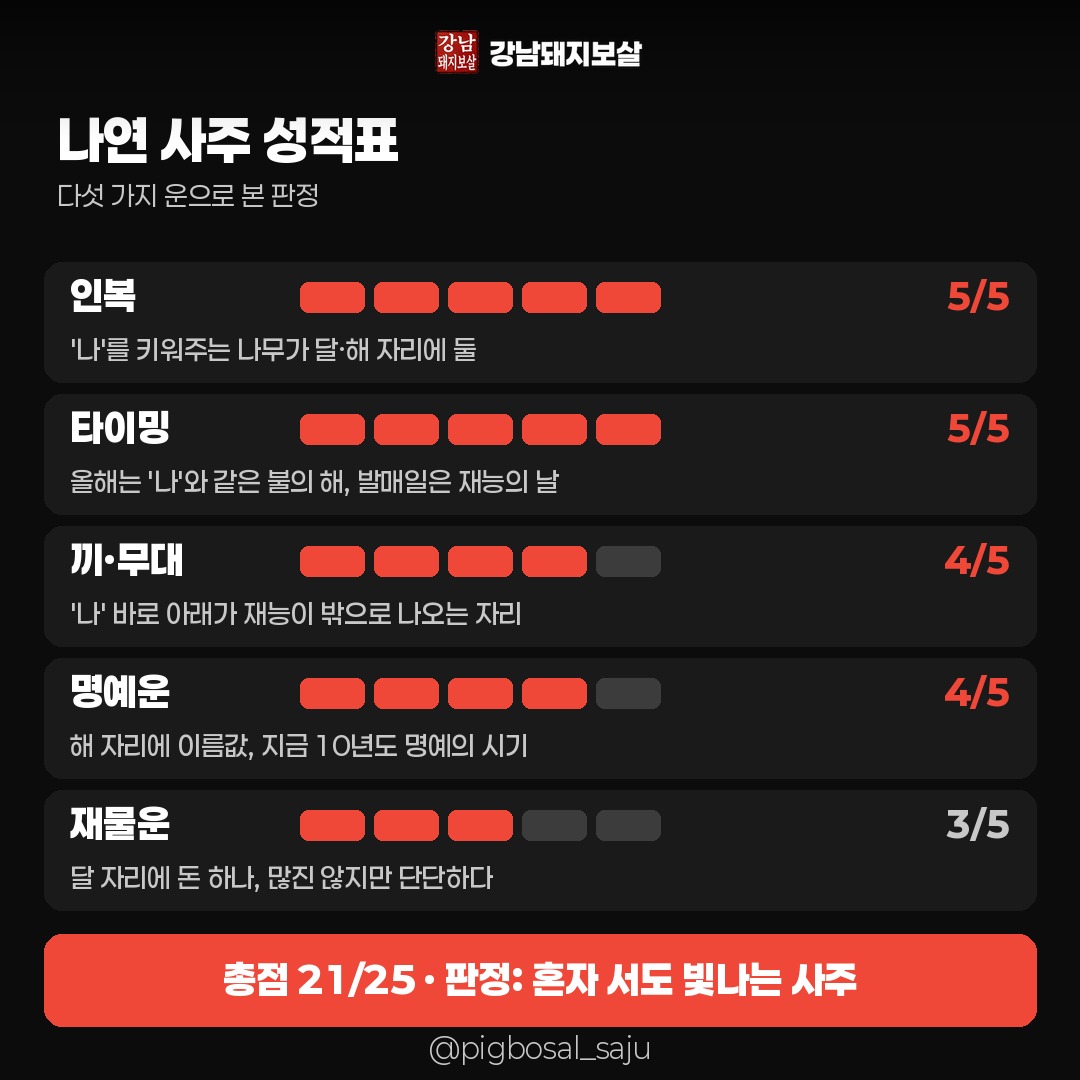 강남
돼지보살
강남돼지보살
나연 사주 성적표
다섯 가지 운으로 본 판정
인복
5/5
'나'를 키워주는 나무가 달·해 자리에 둘
타이밍
5/5
올해는 '나'와 같은 불의 해, 발매일은 재능의 날
끼·무대
4/5
'나' 바로 아래가 재능이 밖으로 나오는 자리
명예운
4/5
해 자리에 이름값, 지금 10년도 명예의 시기
재물운
3/5
달 자리에 돈 하나, 많진 않지만 단단하다
총점 21/25 · 판정: 혼자 서도 빛나는 사주
@pigbosal_saju